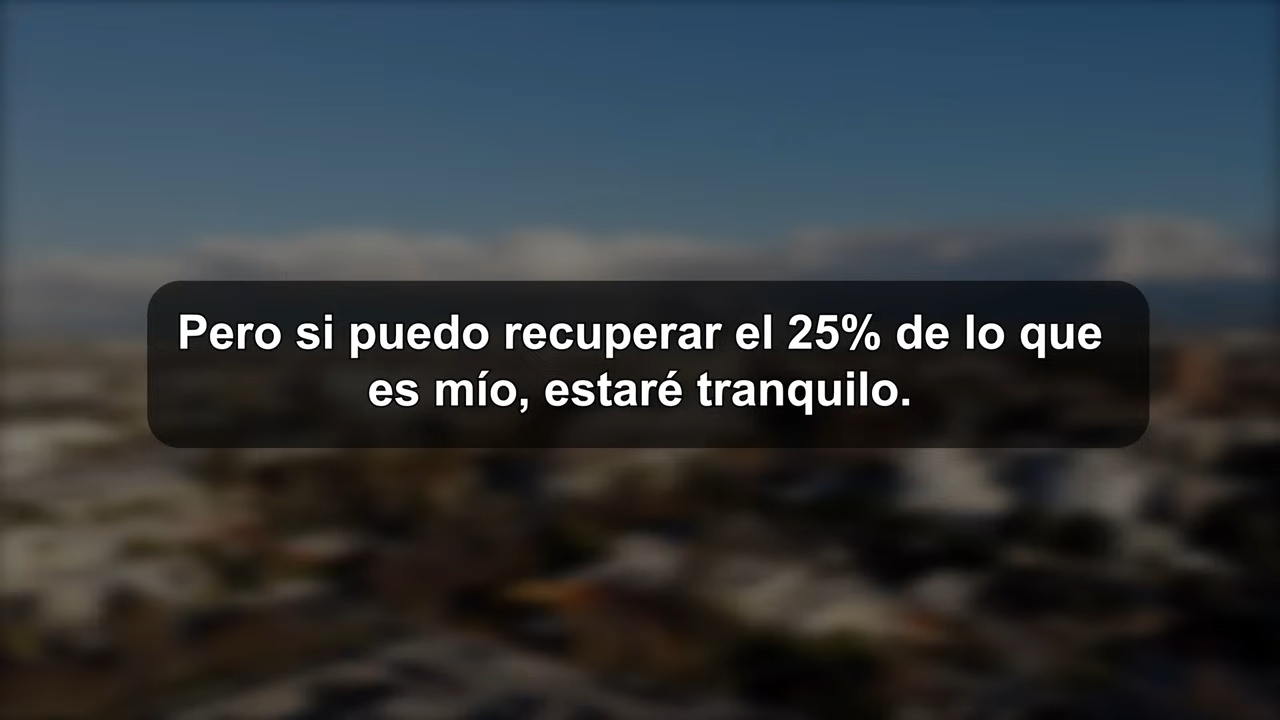 Pero si puedo recuperar el 25% de lo que
es mío, estaré tranquilo.